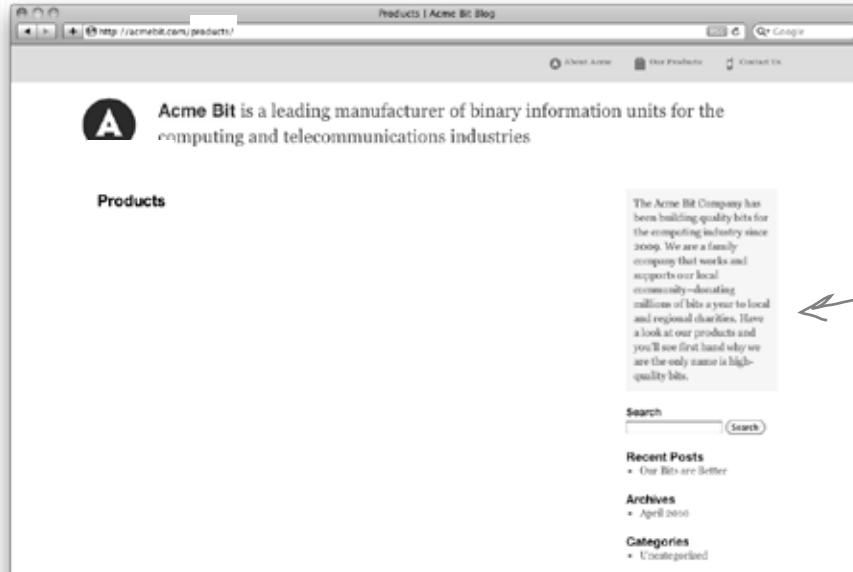 Products | Acme Bit Blog
http://acmebit.com/products/
Google
About Acme
Our Products
Contact Us
Acme Bit is a leading manufacturer of binary information units for the
computing and telecommunications industries
Products
The Acme Bit Company has
been building quality bits for
the computing industry since
2009. We are a family
company that works and
supports our local
community—donating
millions of bits a year to local
and regional charities. Have
a look at our products and
you'll see first hand why we
are the only name is high-
quality bits.
Search
Search
Recent Posts
• Our Bits are Better
Archives
• April 2010
Categories
• Uncategorized